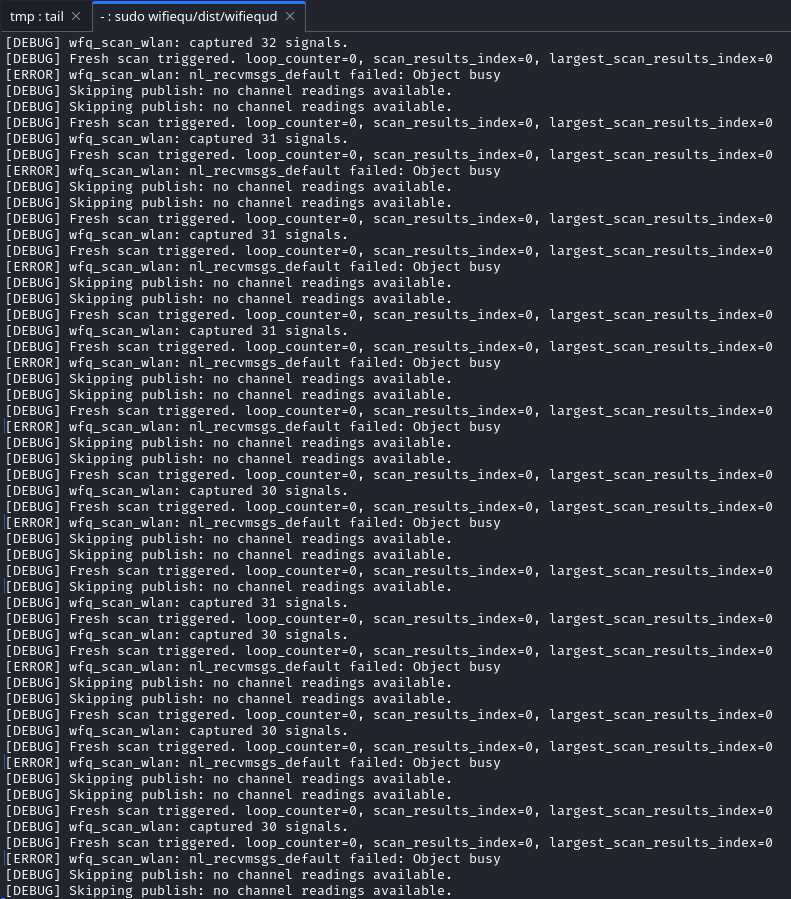 tmp : tail
- : sudo wifiequ/dist/wifiequd
[DEBUG] wfq_scan_wlan: captured 32 signals.
[DEBUG] Fresh scan triggered. loop_counter=0, scan_results_index=0, largest_scan_results_index=0
[ERROR] wfq_scan_wlan: nl_recvmsgs_default failed: Object busy
[DEBUG] Skipping publish: no channel readings available.
[DEBUG] Skipping publish: no channel readings available.
[DEBUG] Fresh scan triggered. loop_counter=0, scan_results_index=0, largest_scan_results_index=0
[DEBUG] wfq_scan_wlan: captured 31 signals.
[DEBUG] Fresh scan triggered. loop_counter=0, scan_results_index=0, largest_scan_results_index=0
[ERROR] wfq_scan_wlan: nl_recvmsgs_default failed: Object busy
[DEBUG] Skipping publish: no channel readings available.
[DEBUG] Skipping publish: no channel readings available.
[DEBUG] Fresh scan triggered. loop_counter=0, scan_results_index=0, largest_scan_results_index=0
[DEBUG] wfq_scan_wlan: captured 31 signals.
[DEBUG] Fresh scan triggered. loop_counter=0, scan_results_index=0, largest_scan_results_index=0
[ERROR] wfq_scan_wlan: nl_recvmsgs_default failed: Object busy
[DEBUG] Skipping publish: no channel readings available.
[DEBUG] Skipping publish: no channel readings available.
[DEBUG] Fresh scan triggered. loop_counter=0, scan_results_index=0, largest_scan_results_index=0
[DEBUG] wfq_scan_wlan: captured 31 signals.
[DEBUG] Fresh scan triggered. loop_counter=0, scan_results_index=0, largest_scan_results_index=0
[ERROR] wfq_scan_wlan: nl_recvmsgs_default failed: Object busy
[DEBUG] Skipping publish: no channel readings available.
[DEBUG] Skipping publish: no channel readings available.
[DEBUG] Fresh scan triggered. loop_counter=0, scan_results_index=0, largest_scan_results_index=0
[ERROR] wfq_scan_wlan: nl_recvmsgs_default failed: Object busy
[DEBUG] Skipping publish: no channel readings available.
[DEBUG] Skipping publish: no channel readings available.
[DEBUG] Fresh scan triggered. loop_counter=0, scan_results_index=0, largest_scan_results_index=0
[DEBUG] wfq_scan_wlan: captured 30 signals.
[DEBUG] Fresh scan triggered. loop_counter=0, scan_results_index=0, largest_scan_results_index=0
[ERROR] wfq_scan_wlan: nl_recvmsgs_default failed: Object busy
[DEBUG] Skipping publish: no channel readings available.
[DEBUG] Skipping publish: no channel readings available.
[DEBUG] Fresh scan triggered. loop_counter=0, scan_results_index=0, largest_scan_results_index=0
[DEBUG] Skipping publish: no channel readings available.
[DEBUG] wfq_scan_wlan: captured 31 signals.
[DEBUG] Fresh scan triggered. loop_counter=0, scan_results_index=0, largest_scan_results_index=0
[DEBUG] wfq_scan_wlan: captured 30 signals.
[DEBUG] Fresh scan triggered. loop_counter=0, scan_results_index=0, largest_scan_results_index=0
[ERROR] wfq_scan_wlan: nl_recvmsgs_default failed: Object busy
[DEBUG] Skipping publish: no channel readings available.
[DEBUG] Skipping publish: no channel readings available.
[DEBUG] Fresh scan triggered. loop_counter=0, scan_results_index=0, largest_scan_results_index=0
[DEBUG] wfq_scan_wlan: captured 30 signals.
[DEBUG] Fresh scan triggered. loop_counter=0, scan_results_index=0, largest_scan_results_index=0
[ERROR] wfq_scan_wlan: nl_recvmsgs_default failed: Object busy
[DEBUG] Skipping publish: no channel readings available.
[DEBUG] Skipping publish: no channel readings available.
[DEBUG] Fresh scan triggered. loop_counter=0, scan_results_index=0, largest_scan_results_index=0
[DEBUG] wfq_scan_wlan: captured 30 signals.
[DEBUG] Fresh scan triggered. loop_counter=0, scan_results_index=0, largest_scan_results_index=0
[ERROR] wfq_scan_wlan: nl_recvmsgs_default failed: Object busy
[DEBUG] Skipping publish: no channel readings available.
[DEBUG] Skipping publish: no channel readings available.